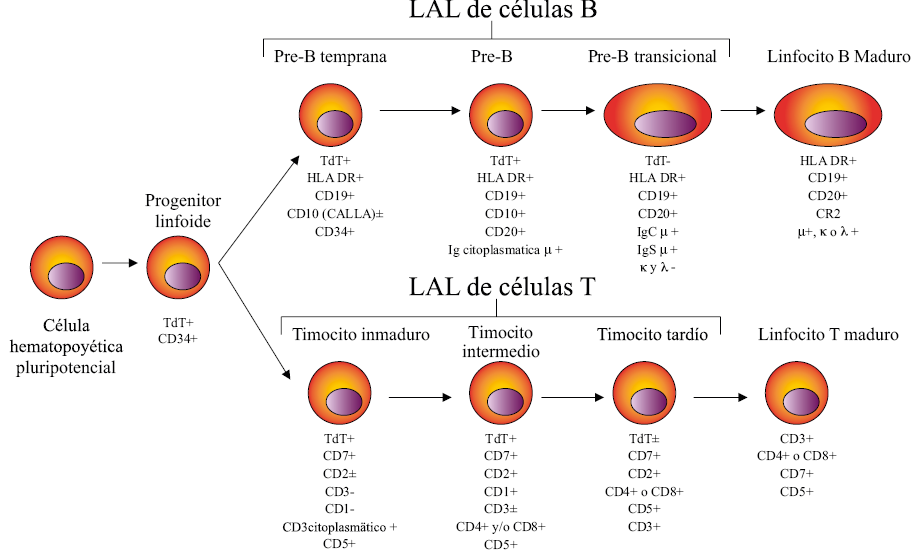 LAL de células B
Pre-B temprana
Pre-B
Pre-B transicional
Linfocito B Maduro
TdT+
HLA DR+
CD19+
CD10 (CALLA)±
CD34+
TdT+
HLA DR+
CD19+
CD10+
CD20+
Ig citoplasmatica µ +
TdT-
HLA DR+
CD19+
CD20+
IgC µ +
IgS µ +
κ y λ -
HLA DR+
CD19+
CD20+
CR2
µ+, κ o λ +
Progenitor
linfoide
TdT+
CD34+
Célula
hematopoyética
pluripotencial
LAL de células T
Timocito inmaduro
Timocito
intermedio
Timocito tardío
Linfocito T maduro
TdT+
CD7+
CD2±
CD3-
CD1-
CD3citoplasmätico +
CD5+
TdT+
CD7+
CD2+
CD1+
CD3±
CD4+ y/o CD8+
CD5+
TdT±
CD7+
CD2+
CD4+ o CD8+
CD5+
CD3+
CD3+
CD4+ o CD8+
CD7+
CD5+